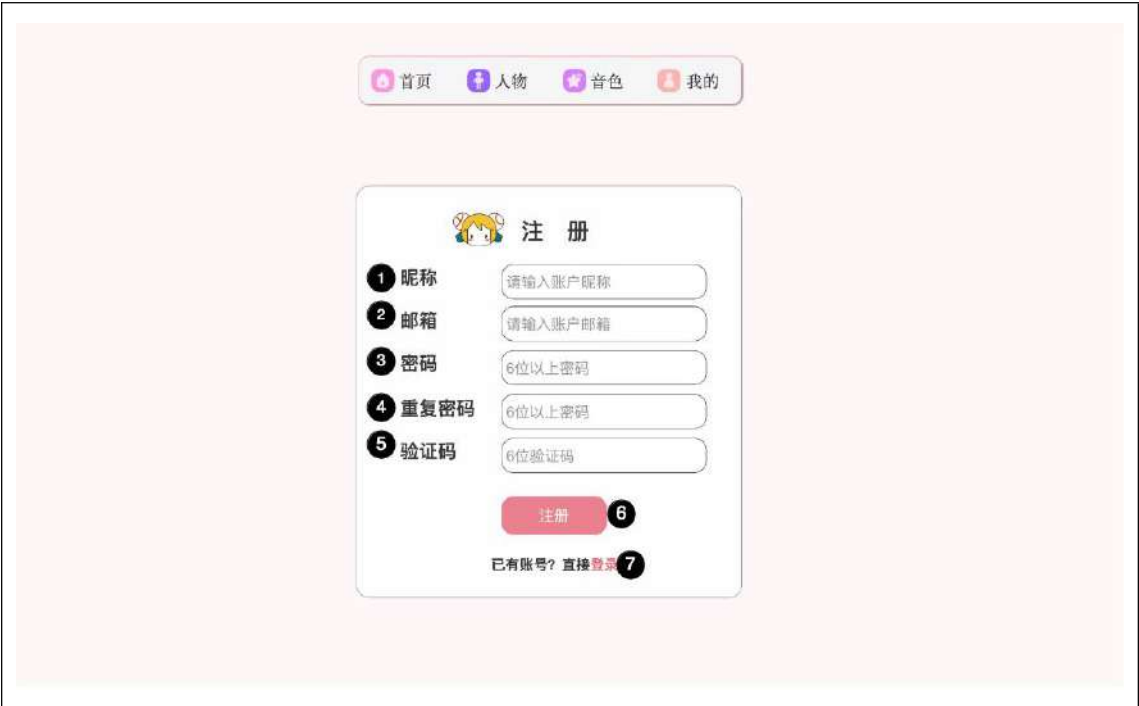 首页 人物 音色 我的
注 册
1 昵称 请输入账户昵称
2 邮箱 请输入账户邮箱
3 密码 6位以上密码
4 重复密码 6位以上密码
5 验证码 6位验证码
注册 6
已有账号？直接登录 7